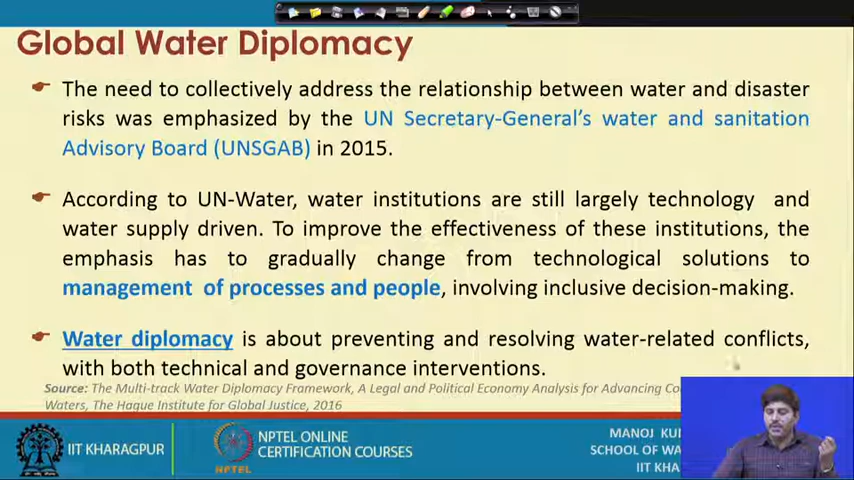 Global Water Diplomacy
The need to collectively address the relationship between water and disaster
risks was emphasized by the UN Secretary-General's water and sanitation
Advisory Board (UNSGAB) in 2015.
According to UN-Water, water institutions are still largely technology and
water supply driven. To improve the effectiveness of these institutions, the
emphasis has to gradually change from technological solutions to
management of processes and people, involving inclusive decision-making.
Water diplomacy is about preventing and resolving water-related conflicts,
with both technical and governance interventions.
Source: The Multi-track Water Diplomacy Framework, A Legal and Political Economy Analysis for Advancing
Waters, The Hague Institute for Global Justice, 2016
IIT KHARAGPUR
NPTEL
NPTEL ONLINE
CERTIFICATION COURSES
MANOJ
SCHOOL OF
IIT